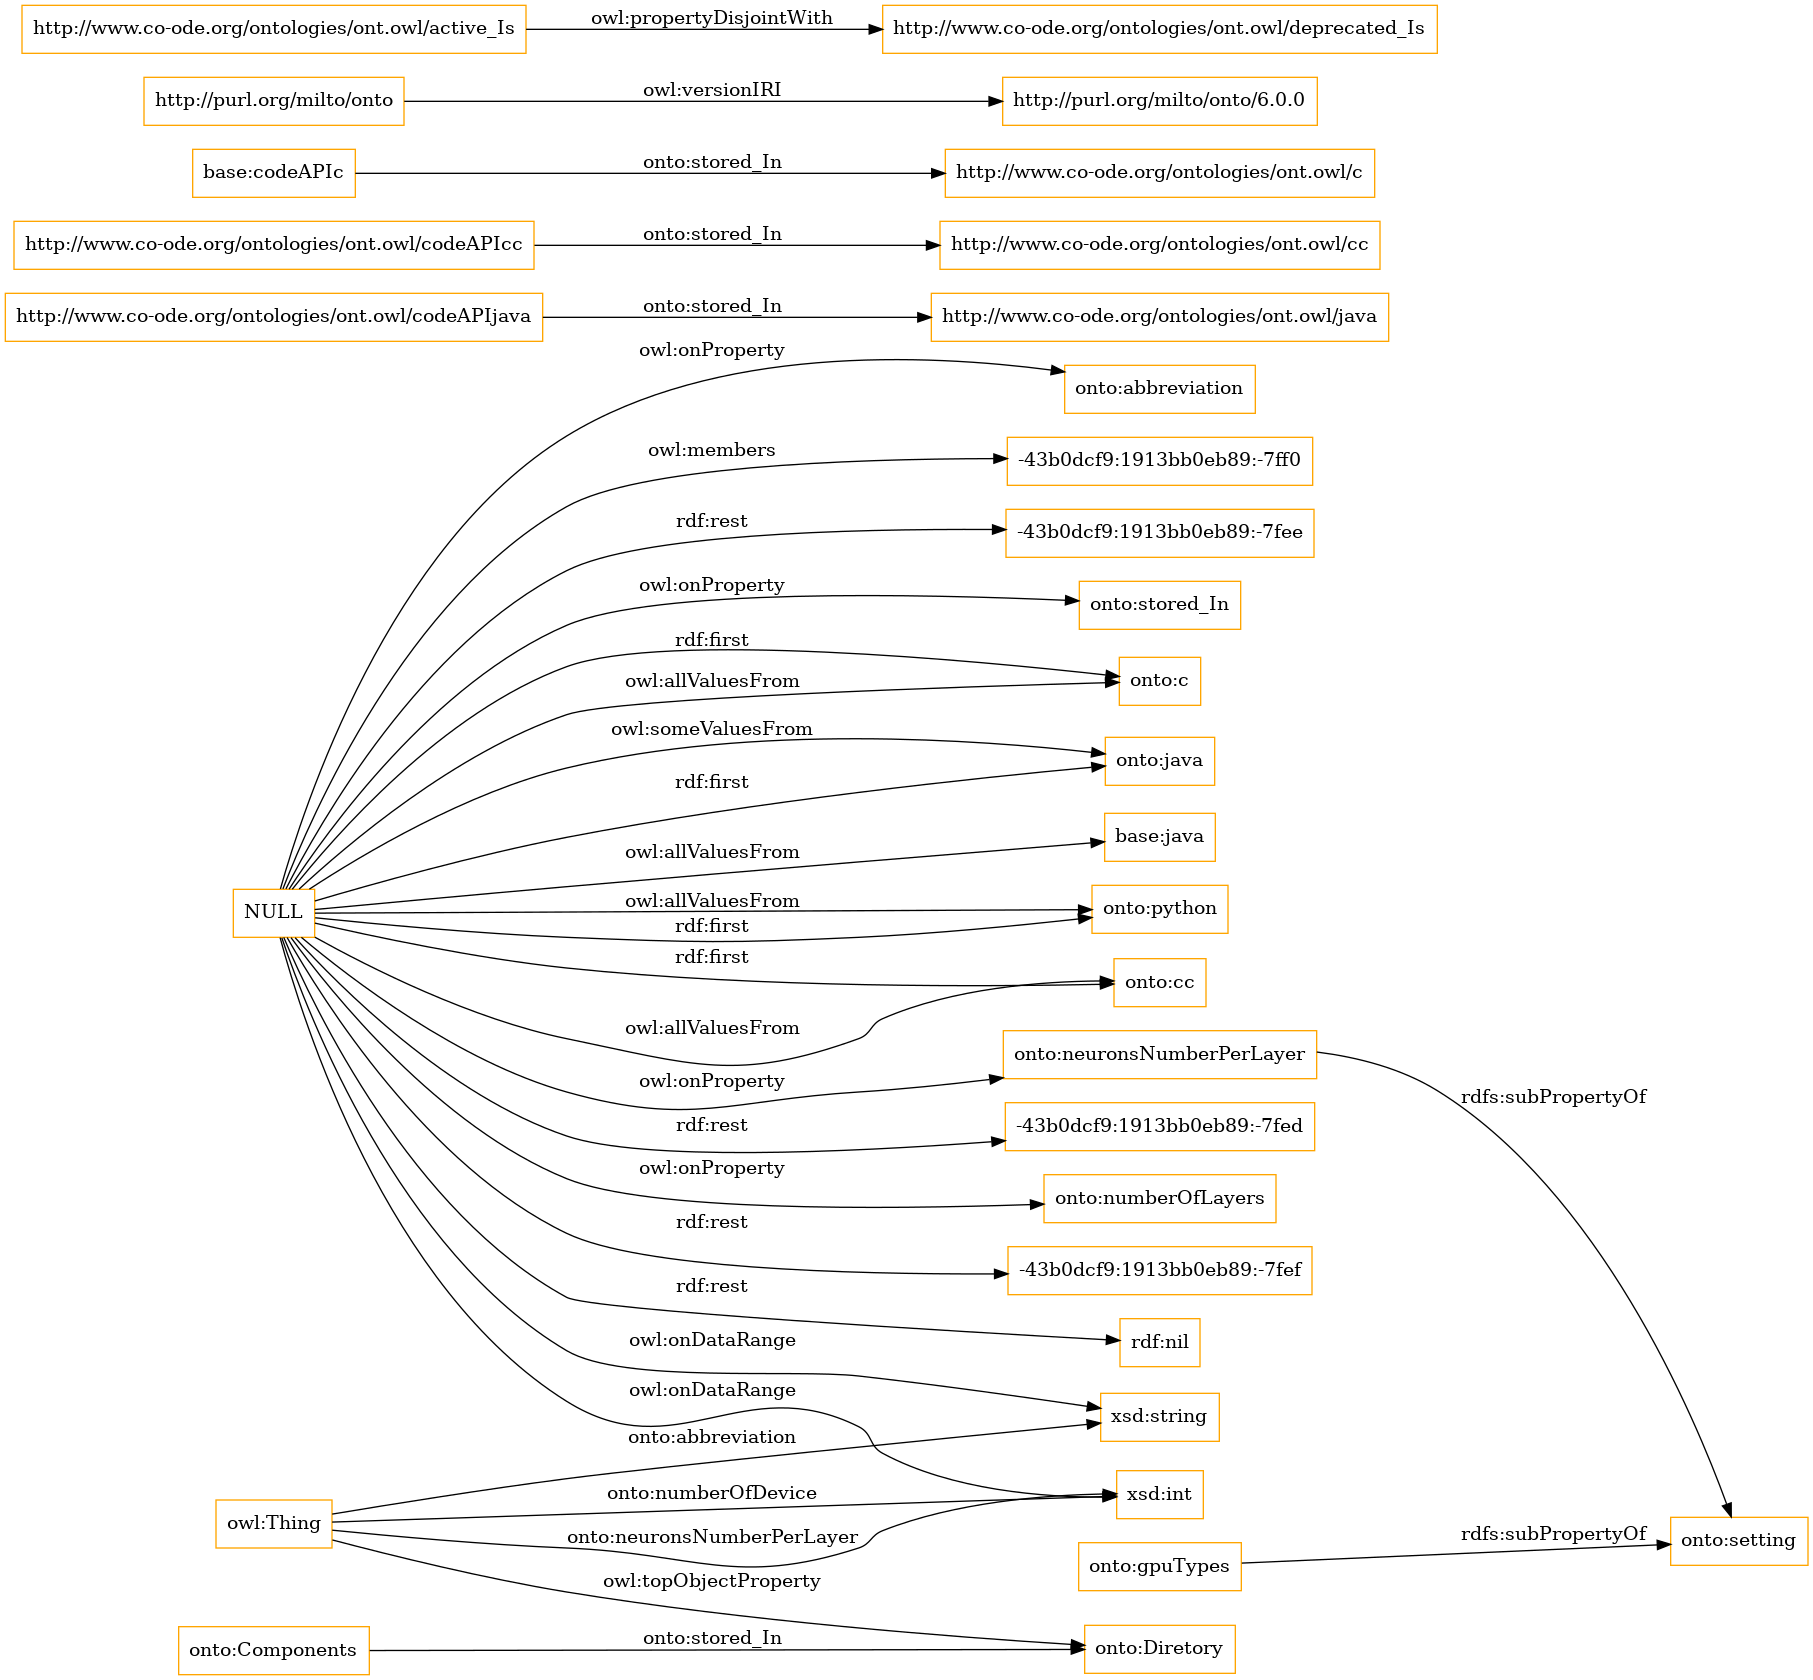 http://www.co-ode.org/ontologies/ont.owl/active_Is
owl:propertyDisjointWith
http://www.co-ode.org/ontologies/ont.owl/deprecated_Is
http://purl.org/milto/onto
owl:versionIRI
http://purl.org/milto/onto/6.0.0
base:codeAPIc
onto:stored_In
http://www.co-ode.org/ontologies/ont.owl/c
http://www.co-ode.org/ontologies/ont.owl/codeAPIcc
onto:stored_In
http://www.co-ode.org/ontologies/ont.owl/cc
http://www.co-ode.org/ontologies/ont.owl/codeAPIjava
onto:stored_In
http://www.co-ode.org/ontologies/ont.owl/java
owl:onProperty
onto:abbreviation
owl:members
-43b0dcf9:1913bb0eb89:-7ff0
rdf:rest
-43b0dcf9:1913bb0eb89:-7fee
owl:onProperty
onto:stored_In
rdf:first
onto:c
owl:allValuesFrom
owl:someValuesFrom
onto:java
rdf:first
base:java
owl:allValuesFrom
NULL
owl:allValuesFrom
onto:python
rdf:first
rdf:first
onto:cc
owl:allValuesFrom
onto:neuronsNumberPerLayer
owl:onProperty
rdfs:subPropertyOf
rdf:rest
-43b0dcf9:1913bb0eb89:-7fed
owl:onProperty
onto:numberOfLayers
rdf:rest
-43b0dcf9:1913bb0eb89:-7fef
rdf:rest
rdf:nil
owl:onDataRange
owl:onDataRange
xsd:string
onto:abbreviation
owl:Thing
onto:numberOfDevice
xsd:int
onto:neuronsNumberPerLayer
rdfs:subPropertyOf
onto:setting
onto:gpuTypes
owl:topObjectProperty
onto:Components
onto:stored_In
onto:Diretory